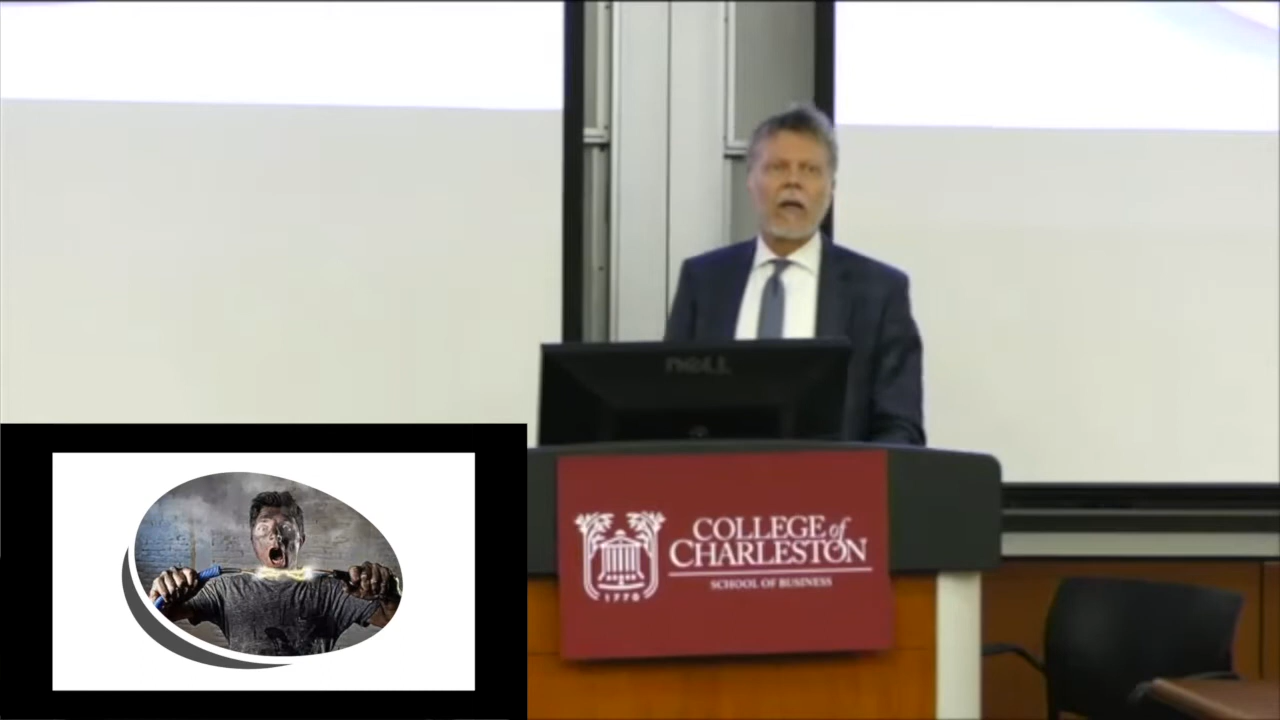 DELL
COLLEGE of
CHARLESTON
SCHOOL OF BUSINESS
1770